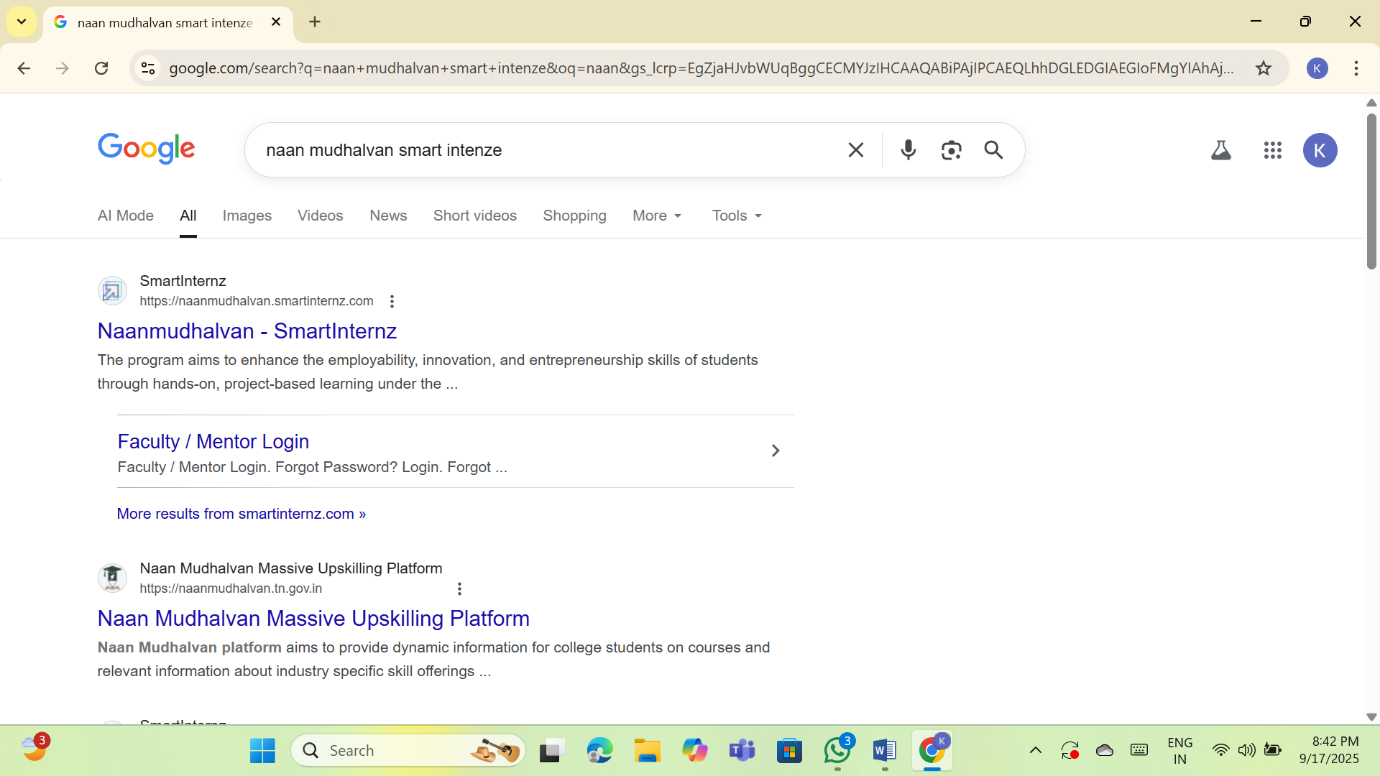 naan mudhalvan smart intenze
google.com/search?q=naan+mudhalvan+smart+intenze&oq=naan&gs_lcrp=EgZjaHJvbWUqBggCECMYJzIHCAAQABiPAjIPCAEQLhhDGLEDGIAEGIoFMgYIAhAj...
K
Google
naan mudhalvan smart intenze
K
AI Mode All Images Videos News Short videos Shopping More Tools
SmartInternz
https://naanmudhalvan.smartinternz.com
Naanmudhalvan - SmartInternz
The program aims to enhance the employability, innovation, and entrepreneurship skills of students
through hands-on, project-based learning under the ...
Faculty / Mentor Login
Faculty / Mentor Login. Forgot Password? Login. Forgot ...
More results from smartinternz.com »
Naan Mudhalvan Massive Upskilling Platform
https://naanmudhalvan.tn.gov.in
Naan Mudhalvan Massive Upskilling Platform
Naan Mudhalvan platform aims to provide dynamic information for college students on courses and
relevant information about industry specific skill offerings ...
SmartInternz
3
Search
3
K
ENG
IN
8:42 PM
9/17/2025